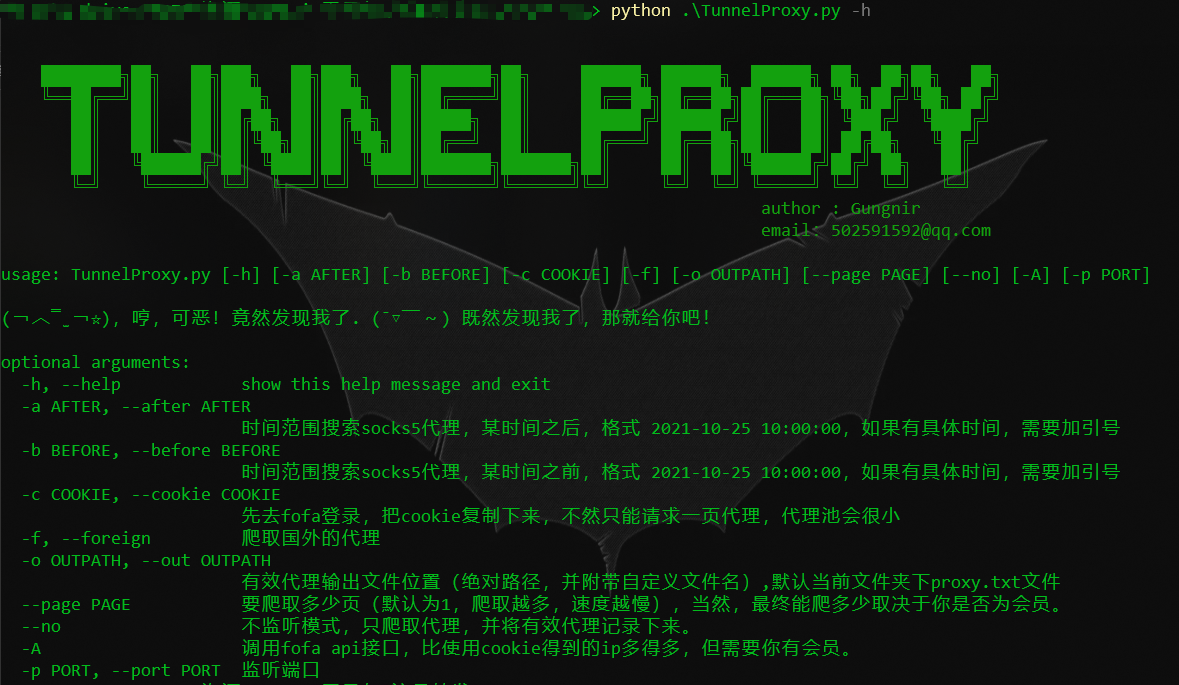 > python .\TunnelProxy.py -h
TUNNELPROXY
author : Gungnir
email: 502591592@qq.com
usage: TunnelProxy.py [-h] [-a AFTER] [-b BEFORE] [-c COOKIE] [-f] [-o OUTPATH] [--page PAGE] [--no] [-A] [-p PORT]
(￢︿̫̿￢☆), 哼, 可恶! 竟然发现我了. (ˉ▽￣～) 既然发现我了, 那就给你吧!
optional arguments:
-h, --help show this help message and exit
-a AFTER, --after AFTER
时间范围搜索socks5代理，某时间之后，格式 2021-10-25 10:00:00，如果有具体时间，需要加引号
-b BEFORE, --before BEFORE
时间范围搜索socks5代理，某时间之前，格式 2021-10-25 10:00:00，如果有具体时间，需要加引号
-c COOKIE, --cookie COOKIE
先去fofa登录，把cookie复制下来，不然只能请求一页代理，代理池会很小
-f, --foreign 爬取国外的代理
-o OUTPATH, --out OUTPATH
有效代理输出文件位置（绝对路径，并附带自定义文件名）,默认当前文件夹下proxy.txt文件
--page PAGE 要爬取多少页（默认为1，爬取越多，速度越慢）, 当然，最终能爬多少取决于你是否为会员。
--no 不监听模式，只爬取代理，并将有效代理记录下来。
-A 调用fofa api接口，比使用cookie得到的ip多得多，但需要你有会员。
-p PORT, --port PORT 监听端口